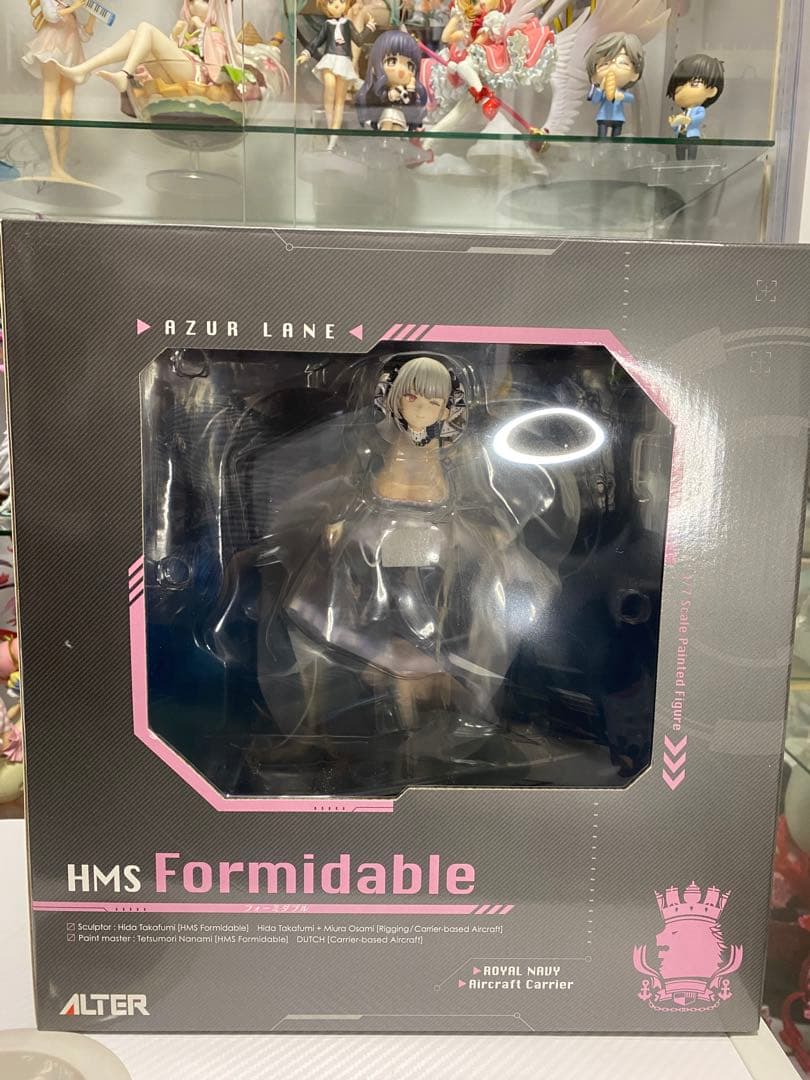 AZUR LANE
1/7 Scale Painted Figure
HMS Formidable
フォーミダブル
Sculptor : Hida Takafumi [HMS Formidable] Hida Takafumi + Miura Osami [Rigging/Carrier-based Aircraft]
Paint master : Tetsumori Nanami [HMS Formidable] DUTCH [Carrier-based Aircraft]
ROYAL NAVY
Aircraft Carrier
ALTER